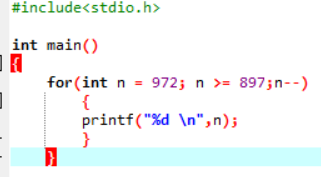 #include<stdio.h>
int main()
{
for(int n = 972; n >= 897;n--)
{
printf("%d \n",n);
}
}